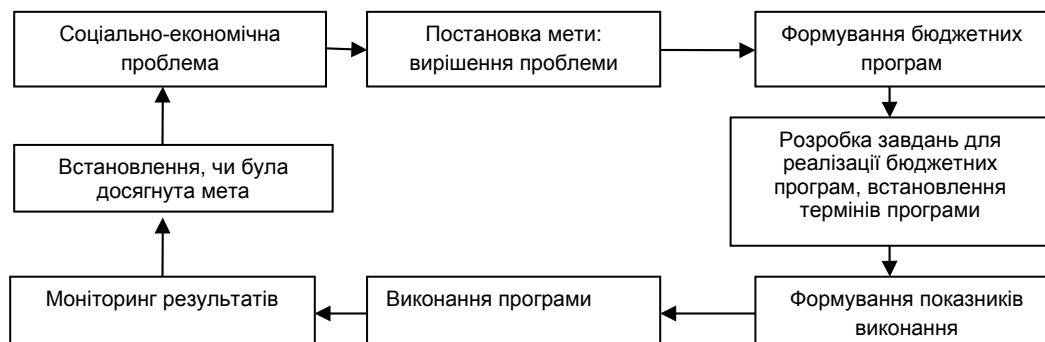 Соціально-економічна
проблема
Постановка мети:
вирішення проблеми
Формування бюджетних
програм
Розробка завдань для
реалізації бюджетних
програм, встановлення
термінів програми
Формування показників
виконання
Виконання програми
Моніторинг результатів
Встановлення, чи була
досягнута мета